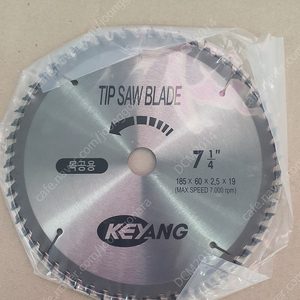 TIP SAW BLADE
목공용
7 1/4"
185 x 60 x 2,5 x 19
(MAX SPEED 7,000 rpm)
KEYANG